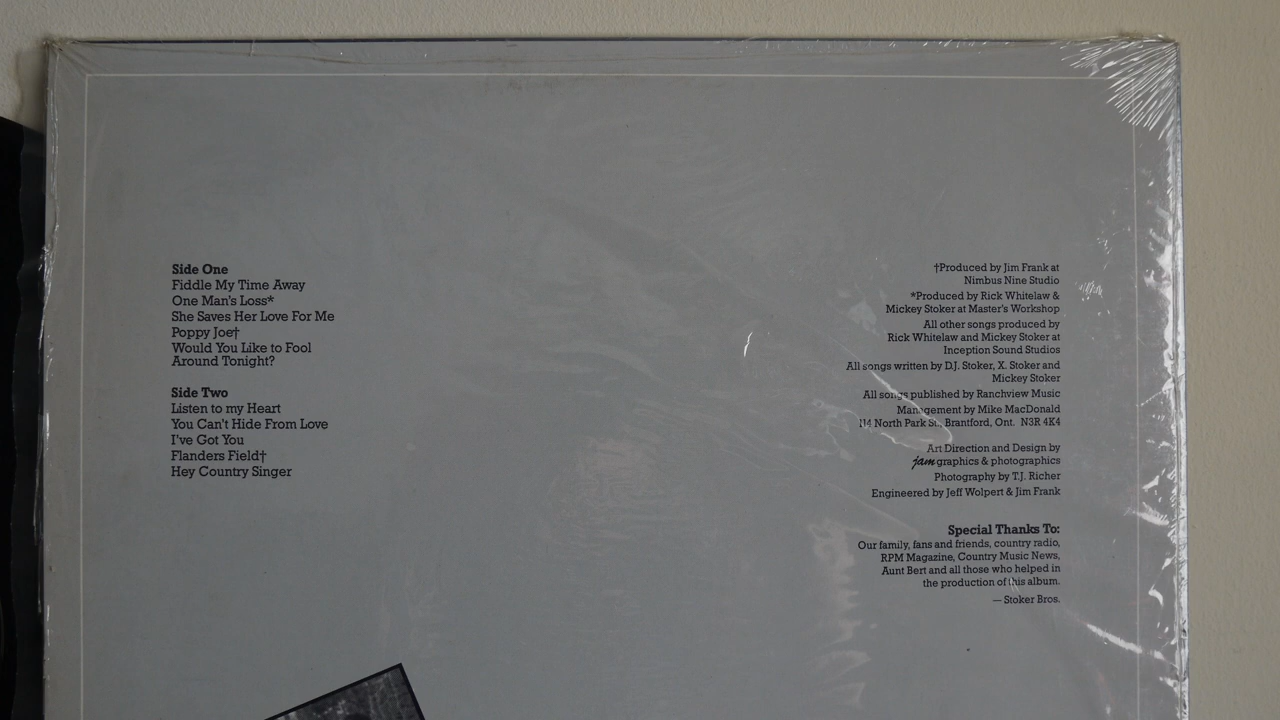 Side One
Fiddle My Time Away
One Man's Loss*
She Saves Her Love For Me
Poppy Joe†
Would You Like to Fool
Around Tonight?
Side Two
Listen to my Heart
You Can't Hide From Love
I've Got You
Flanders Field†
Hey Country Singer
†Produced by Jim Frank at
Nimbus Nine Studio
*Produced by Rick Whitelaw &
Mickey Stoker at Master's Workshop
All other songs produced by
Rick Whitelaw and Mickey Stoker at
Inception Sound Studios
All songs written by D.J. Stoker, X. Stoker and
Mickey Stoker
All songs published by Ranchview Music
Management by Mike MacDonald
114 North Park St., Brantford, Ont. N3R 4K4
Art Direction and Design by
jam graphics & photographics
Photography by T.J. Richer
Engineered by Jeff Wolpert & Jim Frank
Special Thanks To:
Our family, fans and friends, country radio,
RPM Magazine, Country Music News,
Aunt Bert and all those who helped in
the production of this album.
— Stoker Bros.